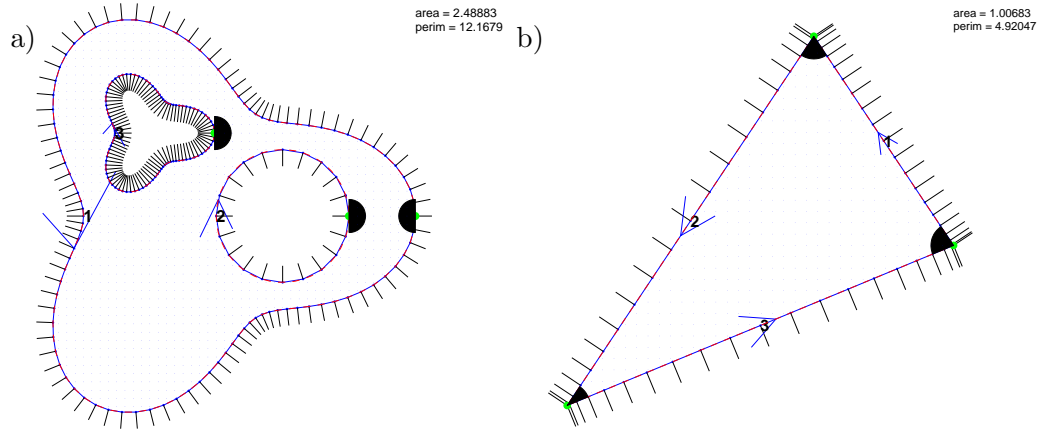 a)
area = 2.48883
perim = 12.1679
3
1
2
b)
area = 1.00683
perim = 4.92047
1
2
3